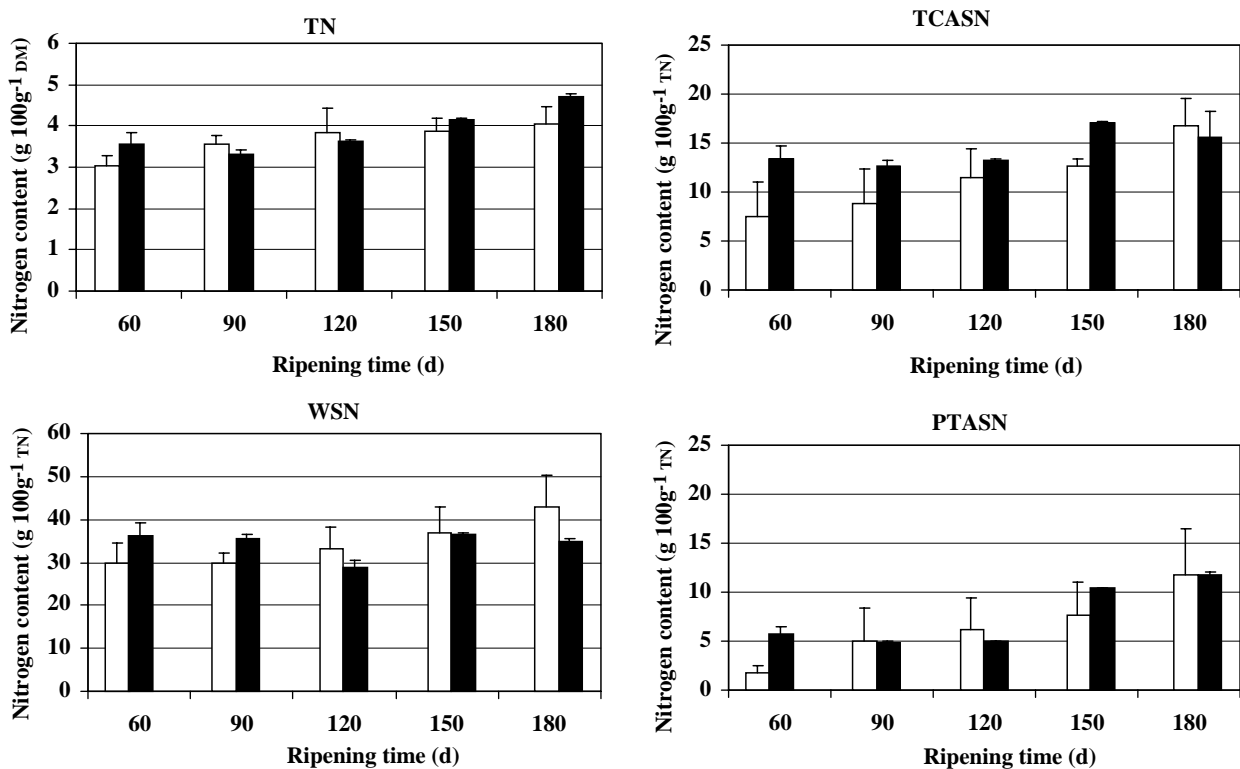 TN
Nitrogen content (g 100g-1 DM)
6
5
4
3
2
1
0
60 90 120 150 180
Ripening time (d)
TCASN
Nitrogen content (g 100g-1 TN)
25
20
15
10
5
0
60 90 120 150 180
Ripening time (d)
WSN
Nitrogen content (g 100g-1 TN)
60
50
40
30
20
10
0
60 90 120 150 180
Ripening time (d)
PTASN
Nitrogen content (g 100g-1 TN)
25
20
15
10
5
0
60 90 120 150 180
Ripening time (d)